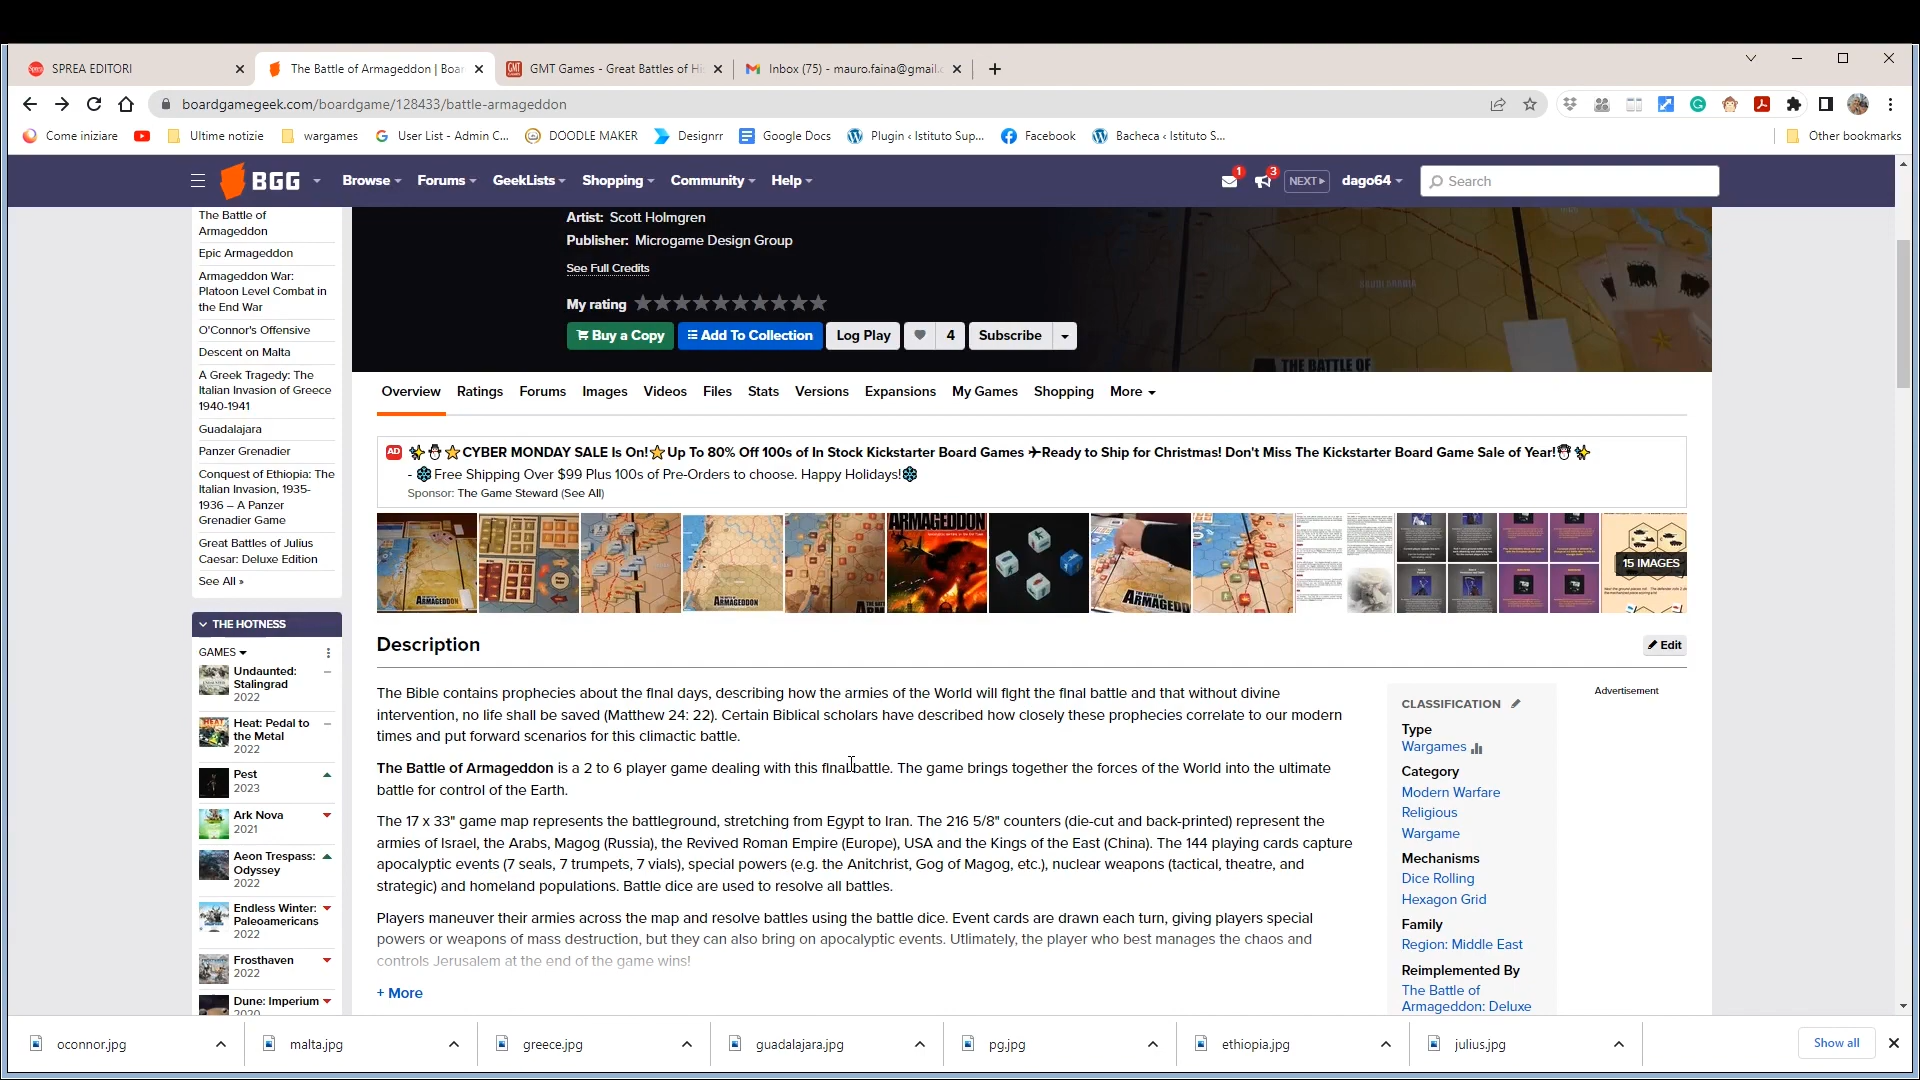 SPREA EDITORI
The Battle of Armageddon | Boar
GMT Games - Great Battles of His
Inbox (75) - mauro.faina@gmail.c
boardgamegeek.com/boardgame/128433/battle-armageddon
Come iniziare
Ultime notizie
wargames
User List - Admin C...
DOODLE MAKER
Designrr
Google Docs
Plugin ‹ Istituto Sup...
Facebook
Bacheca ‹ Istituto S...
Other bookmarks
BGG
Browse
Forums
GeekLists
Shopping
Community
Help
1
3
NEXT
dago64
Search
The Battle of
Armageddon
Epic Armageddon
Armageddon War:
Platoon Level Combat in
the End War
O'Connor's Offensive
Descent on Malta
A Greek Tragedy: The
Italian Invasion of Greece
1940-1941
Guadalajara
Panzer Grenadier
Conquest of Ethiopia: The
Italian Invasion, 1935-
1936 – A Panzer
Grenadier Game
Great Battles of Julius
Caesar: Deluxe Edition
See All »
THE HOTNESS
GAMES
Undaunted:
Stalingrad
2022
Heat: Pedal to
the Metal
2022
Pest
2023
Ark Nova
2021
Aeon Trespass:
Odyssey
2022
Endless Winter:
Paleoamericans
2022
Frosthaven
2022
Dune: Imperium
2020
Artist: Scott Holmgren
Publisher: Microgame Design Group
See Full Credits
My rating
Buy a Copy
Add To Collection
Log Play
4
Subscribe
SAUDI ARABIA
THE BATTLE OF
Overview
Ratings
Forums
Images
Videos
Files
Stats
Versions
Expansions
My Games
Shopping
More
AD ✨☃⭐CYBER MONDAY SALE Is On!⭐Up To 80% Off 100s of In Stock Kickstarter Board Games ✈Ready to Ship for Christmas! Don't Miss The Kickstarter Board Game Sale of Year!☃✨
- ❄Free Shipping Over $99 Plus 100s of Pre-Orders to choose. Happy Holidays!❄
Sponsor: The Game Steward (See All)
ARMAGEDDON
ARMAGEDDON
ARMAGEDDON
15 IMAGES
Description
Edit
The Bible contains prophecies about the final days, describing how the armies of the World will fight the final battle and that without divine
intervention, no life shall be saved (Matthew 24: 22). Certain Biblical scholars have described how closely these prophecies correlate to our modern
times and put forward scenarios for this climactic battle.
The Battle of Armageddon is a 2 to 6 player game dealing with this final battle. The game brings together the forces of the World into the ultimate
battle for control of the Earth.
The 17 x 33" game map represents the battleground, stretching from Egypt to Iran. The 216 5/8" counters (die-cut and back-printed) represent the
armies of Israel, the Arabs, Magog (Russia), the Revived Roman Empire (Europe), USA and the Kings of the East (China). The 144 playing cards capture
apocalyptic events (7 seals, 7 trumpets, 7 vials), special powers (e.g. the Anitchrist, Gog of Magog, etc.), nuclear weapons (tactical, theatre, and
strategic) and homeland populations. Battle dice are used to resolve all battles.
Players maneuver their armies across the map and resolve battles using the battle dice. Event cards are drawn each turn, giving players special
powers or weapons of mass destruction, but they can also bring on apocalyptic events. Utlimately, the player who best manages the chaos and
controls Jerusalem at the end of the game wins!
+ More
CLASSIFICATION
Type
Wargames
Category
Modern Warfare
Religious
Wargame
Mechanisms
Dice Rolling
Hexagon Grid
Family
Region: Middle East
Reimplemented By
The Battle of
Armageddon: Deluxe
Advertisement
oconnor.jpg
malta.jpg
greece.jpg
guadalajara.jpg
pg.jpg
ethiopia.jpg
julius.jpg
Show all